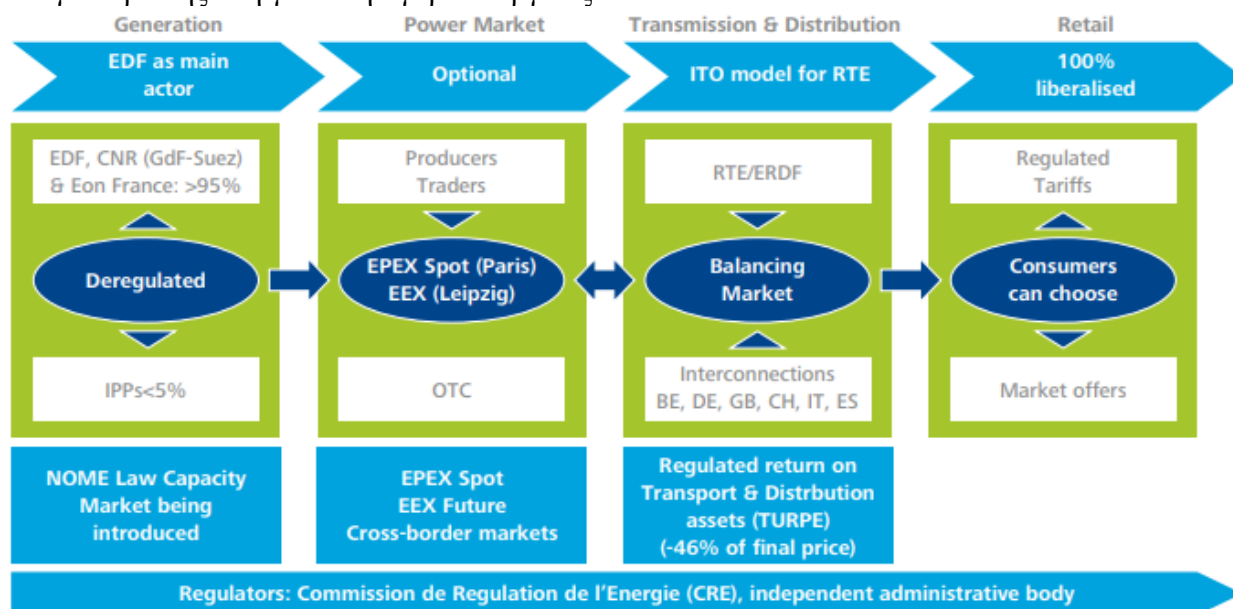 Generation
Power Market
Transmission & Distribution
Retail
EDF as main
actor
Optional
ITO model for RTE
100%
liberalised
EDF, CNR (GdF-Suez)
& Eon France: >95%
Producers
Traders
RTE/ERDF
Regulated
Tariffs
Deregulated
EPEX Spot (Paris)
EEX (Leipzig)
Balancing
Market
Consumers
can choose
IPPs<5%
OTC
Interconnections
BE, DE, GB, CH, IT, ES
Market offers
NOME Law Capacity
Market being
introduced
EPEX Spot
EEX Future
Cross-border markets
Regulated return on
Transport & Distrbution
assets (TURPE)
(-46% of final price)
Regulators: Commission de Regulation de l'Energie (CRE), independent administrative body